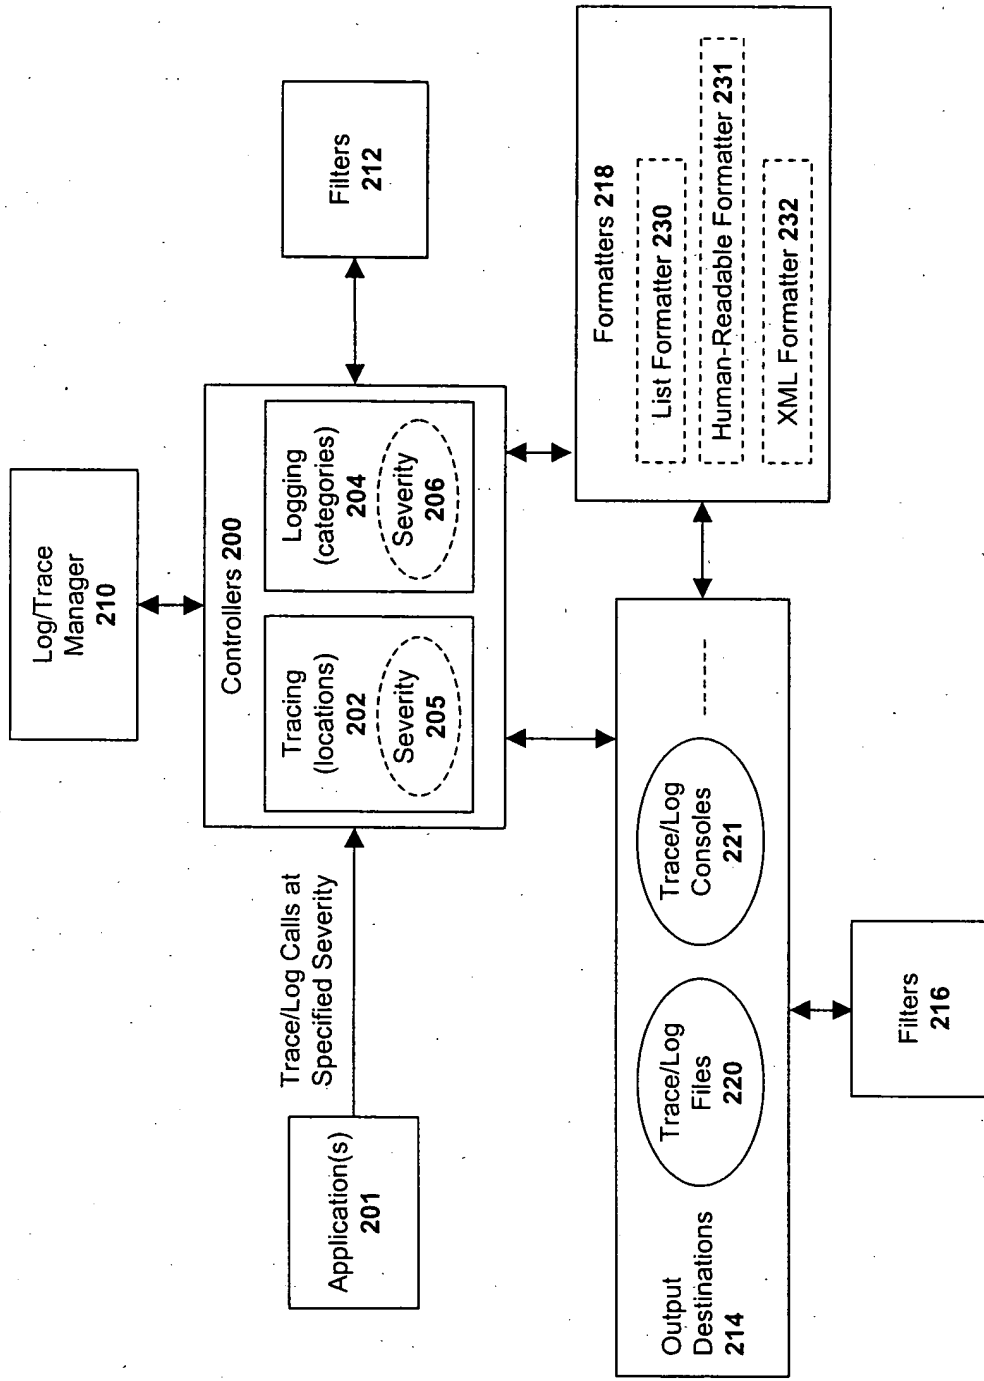 Log/Trace
Manager
210
Controllers 200
Tracing
(locations)
202
Severity
205
Logging
(categories)
204
Severity
206
Filters
212
Application(s)
201
Trace/Log Calls at
Specified Severity
Output
Destinations
214
Trace/Log
Files
220
Trace/Log
Consoles
221
Filters
216
Formatters 218
List Formatter 230
Human-Readable Formatter 231
XML Formatter 232